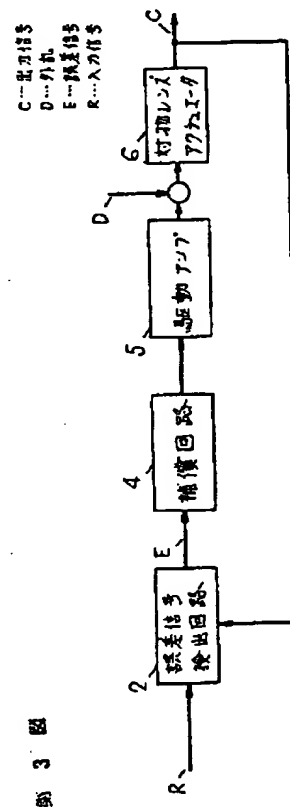 第 3 図
C…出力信号
D…外乱
E…誤差信号
R…入力信号
R
2
誤差信号
検出回路
E
4
補償回路
5
駆動アンプ
D
6
対物レンズ
アクチュエータ
C